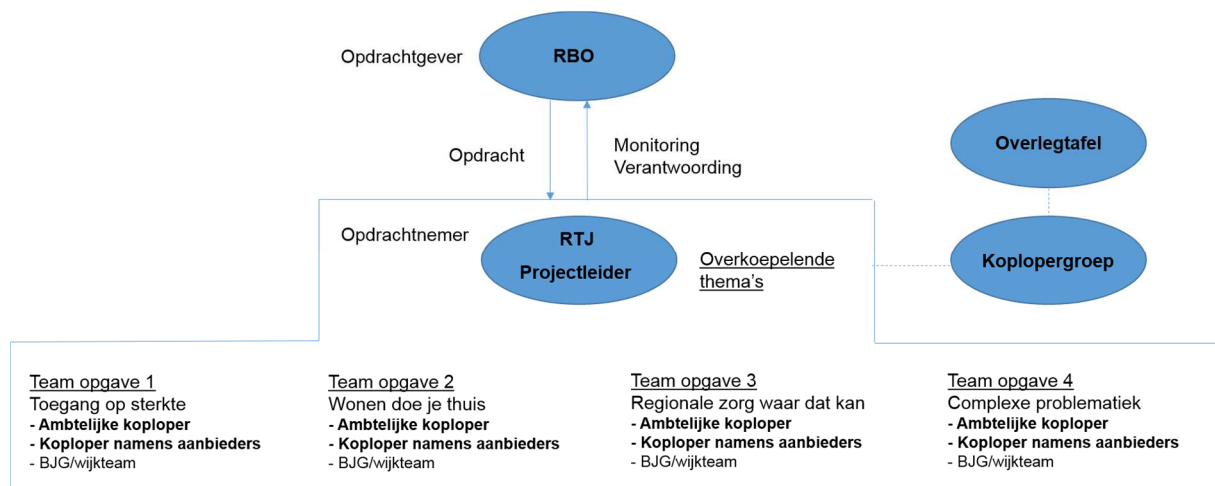 Opdrachtgever
RBO
Opdracht
Monitoring
Verantwoording
Overlegtafel
Opdrachtnemer
RTJ
Projectleider
Overkoepelende
thema's
Koplopergroep
Team opgave 1
Toegang op sterkte
- Ambtelijke koploper
- Koploper namens aanbieders
- BJG/wijkteam
Team opgave 2
Wonen doe je thuis
- Ambtelijke koploper
- Koploper namens aanbieders
- BJG/wijkteam
Team opgave 3
Regionale zorg waar dat kan
- Ambtelijke koploper
- Koploper namens aanbieders
- BJG/wijkteam
Team opgave 4
Complexe problematiek
- Ambtelijke koploper
- Koploper namens aanbieders
- BJG/wijkteam